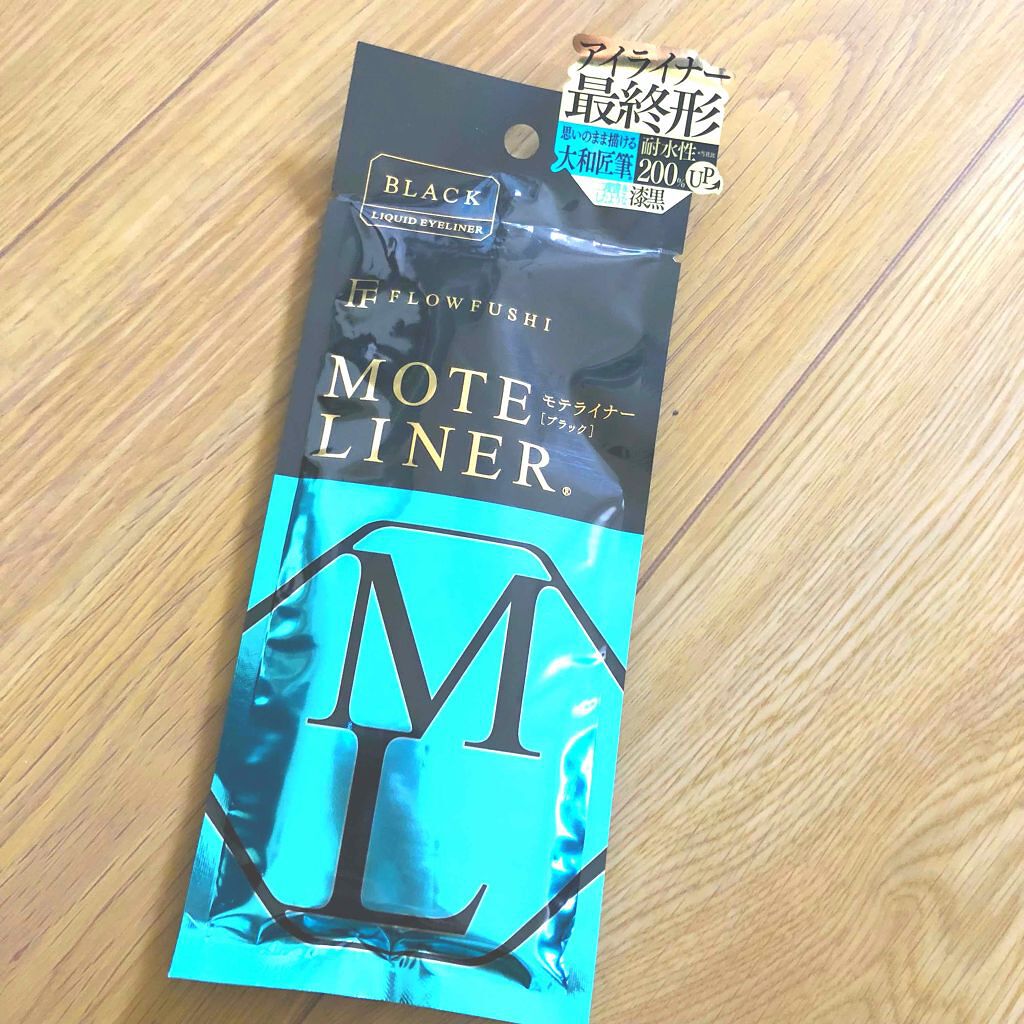 アイライナー
最終形
思いのまま描ける
大和匠筆
耐水性
200%UP
漆黒
BLACK
LIQUID EYELINER
FF FLOWFUSHI
MOTE
LINER®
モテライナー
[ブラック]
ML